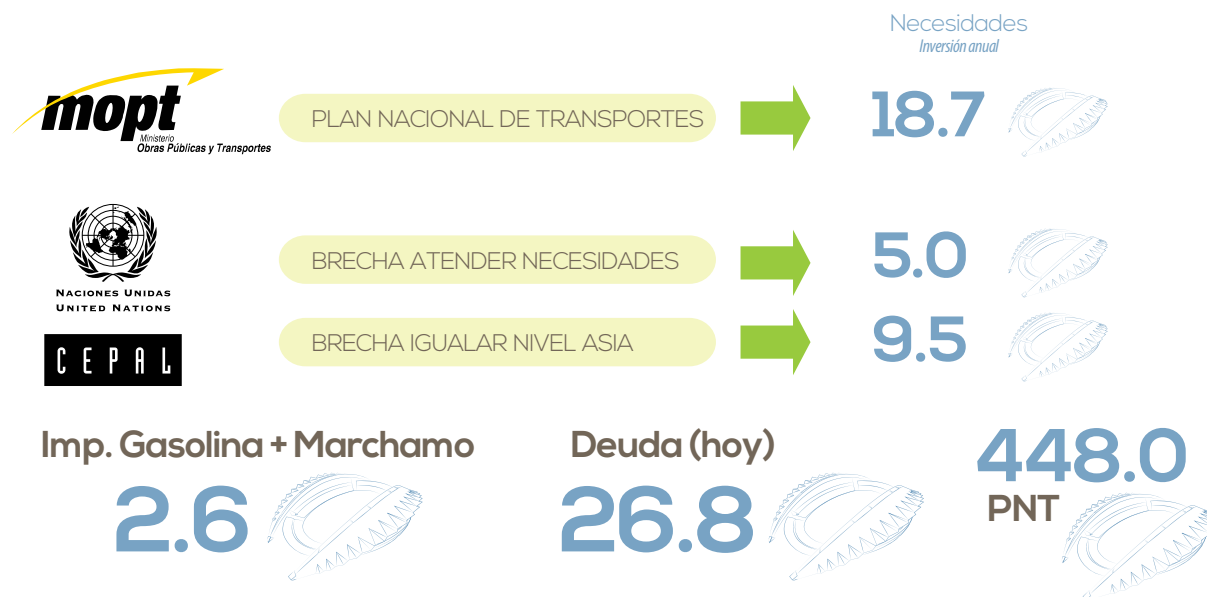 Necesidades
Inversión anual
mopt
Ministerio
Obras Públicas y Transportes
PLAN NACIONAL DE TRANSPORTES
18.7
NACIONES UNIDAS
UNITED NATIONS
BRECHA ATENDER NECESIDADES
5.0
CEPAL
BRECHA IGUALAR NIVEL ASIA
9.5
Imp. Gasolina + Marchamo
2.6
Deuda (hoy)
26.8
448.0
PNT